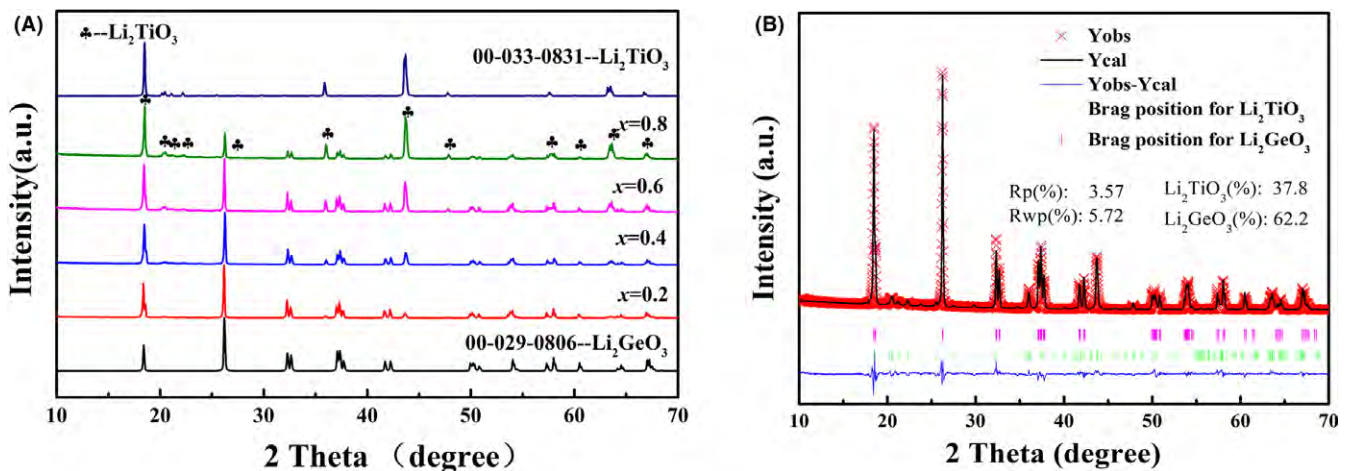 (A)
♣--Li₂TiO₃
00-033-0831--Li₂TiO₃
x=0.8
x=0.6
x=0.4
x=0.2
00-029-0806--Li₂GeO₃
Intensity(a.u.)
10 20 30 40 50 60 70
2 Theta （degree）
(B)
Yobs
Ycal
Yobs-Ycal
Brag position for Li₂TiO₃
Brag position for Li₂GeO₃
Rp(%): 3.57
Rwp(%): 5.72
Li₂TiO₃(%): 37.8
Li₂GeO₃(%): 62.2
Intensity (a.u.)
10 20 30 40 50 60 70
2 Theta (degree)